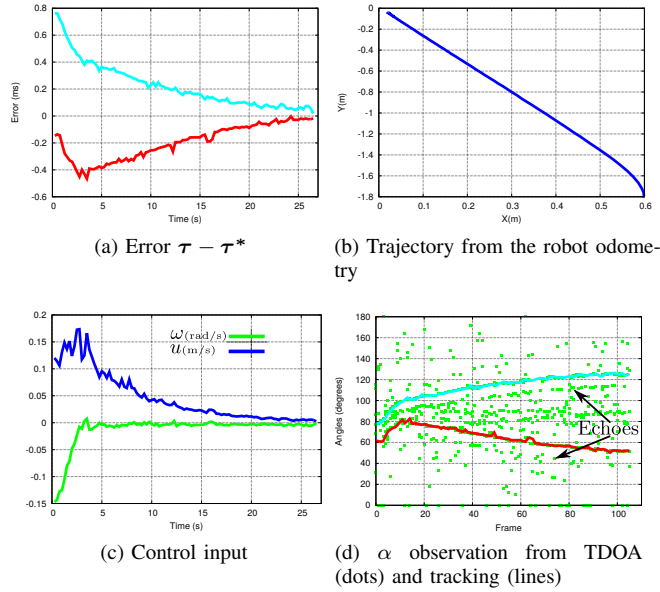 0.8
0.6
0.4
0.2
0
-0.2
-0.4
-0.6
Error (ms)
0 5 10 15 20 25
Time (s)
(a) Error τ − τ*
0
-0.2
-0.4
-0.6
-0.8
-1
-1.2
-1.4
-1.6
-1.8
Y(m)
0 0.1 0.2 0.3 0.4 0.5 0.6
X(m)
(b) Trajectory from the robot odome-
try
0.2
0.15
0.1
0.05
0
-0.05
-0.1
-0.15
ω(rad/s)
u(m/s)
0 5 10 15 20 25
Time (s)
(c) Control input
180
160
140
120
100
80
60
40
20
0
Angles (degrees)
Echoes
0 20 40 60 80 100
Frame
(d) α observation from TDOA
(dots) and tracking (lines)